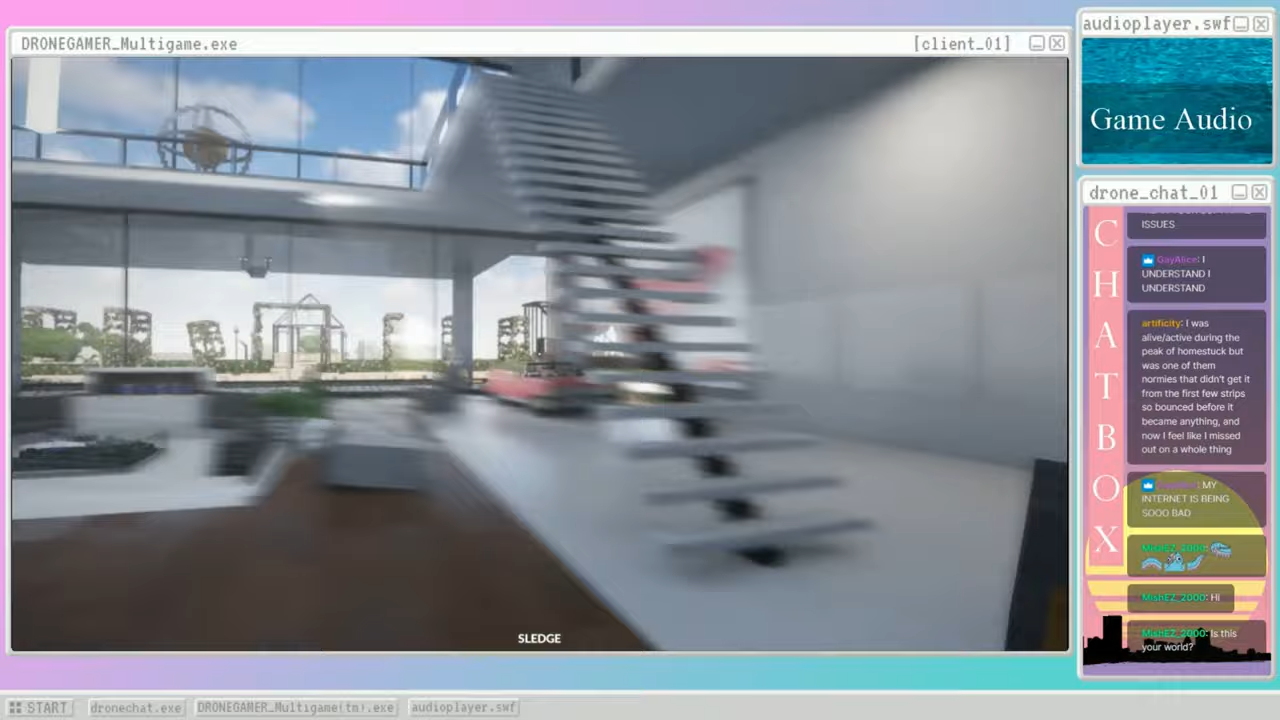 DRONEGAMER_Multigame.exe
[client_01]
audioplayer.swf
Game Audio
drone_chat_01
CHATBOX
ISSUES
GayAlice: I
UNDERSTAND I
UNDERSTAND
artificity: I was
alive/active during the
peak of homestuck but
was one of them
normies that didn't get it
from the first few strips
so bounced before it
became anything, and
now I feel like I missed
out on a whole thing
: MY
INTERNET IS BEING
SOOO BAD
MishEZ_2000:
MishEZ_2000: Hi
MishEZ_2000: Is this
your world?
SLEDGE
START
dronechat.exe
DRONEGAMER_Multigame(tm).exe
audioplayer.swf